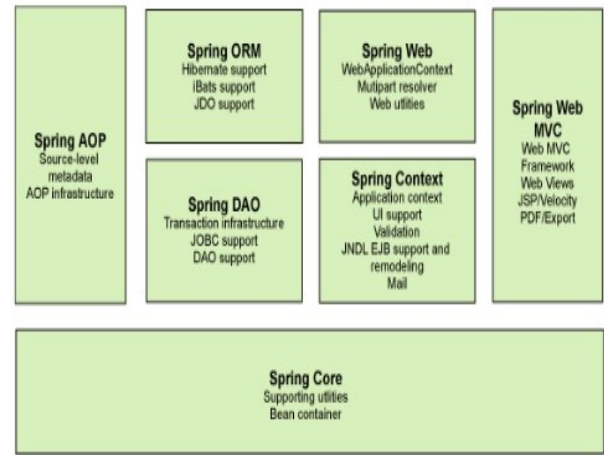 Spring AOP
Source-level
metadata
AOP infrastructure
Spring ORM
Hibernate support
iBats support
JDO support
Spring DAO
Transaction infrastructure
JOBC support
DAO support
Spring Web
WebApplicationContext
Mutipart resolver
Web utlities
Spring Context
Application context
UI support
Validation
JNDL EJB support and
remodeling
Mail
Spring Web
MVC
Web MVC
Framework
Web Views
JSP/Velocity
PDF/Export
Spring Core
Supporting utlities
Bean container